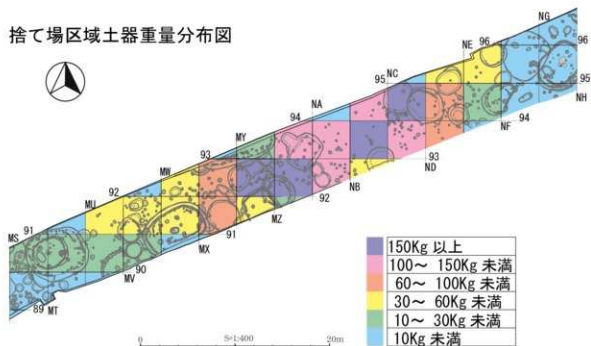 捨て場区域土器重量分布図
NG
NE
96
96
NC
95
95
NH
NA
94
NF
94
MY
93
ND
93
MW
92
NB
92
MU
MZ
91
91
MX
MS
90
MV
89
MT
150Kg 以上
100～ 150Kg 未満
60～ 100Kg 未満
30～ 60Kg 未満
10～ 30Kg 未満
10Kg 未満
0 S=1:400 20m